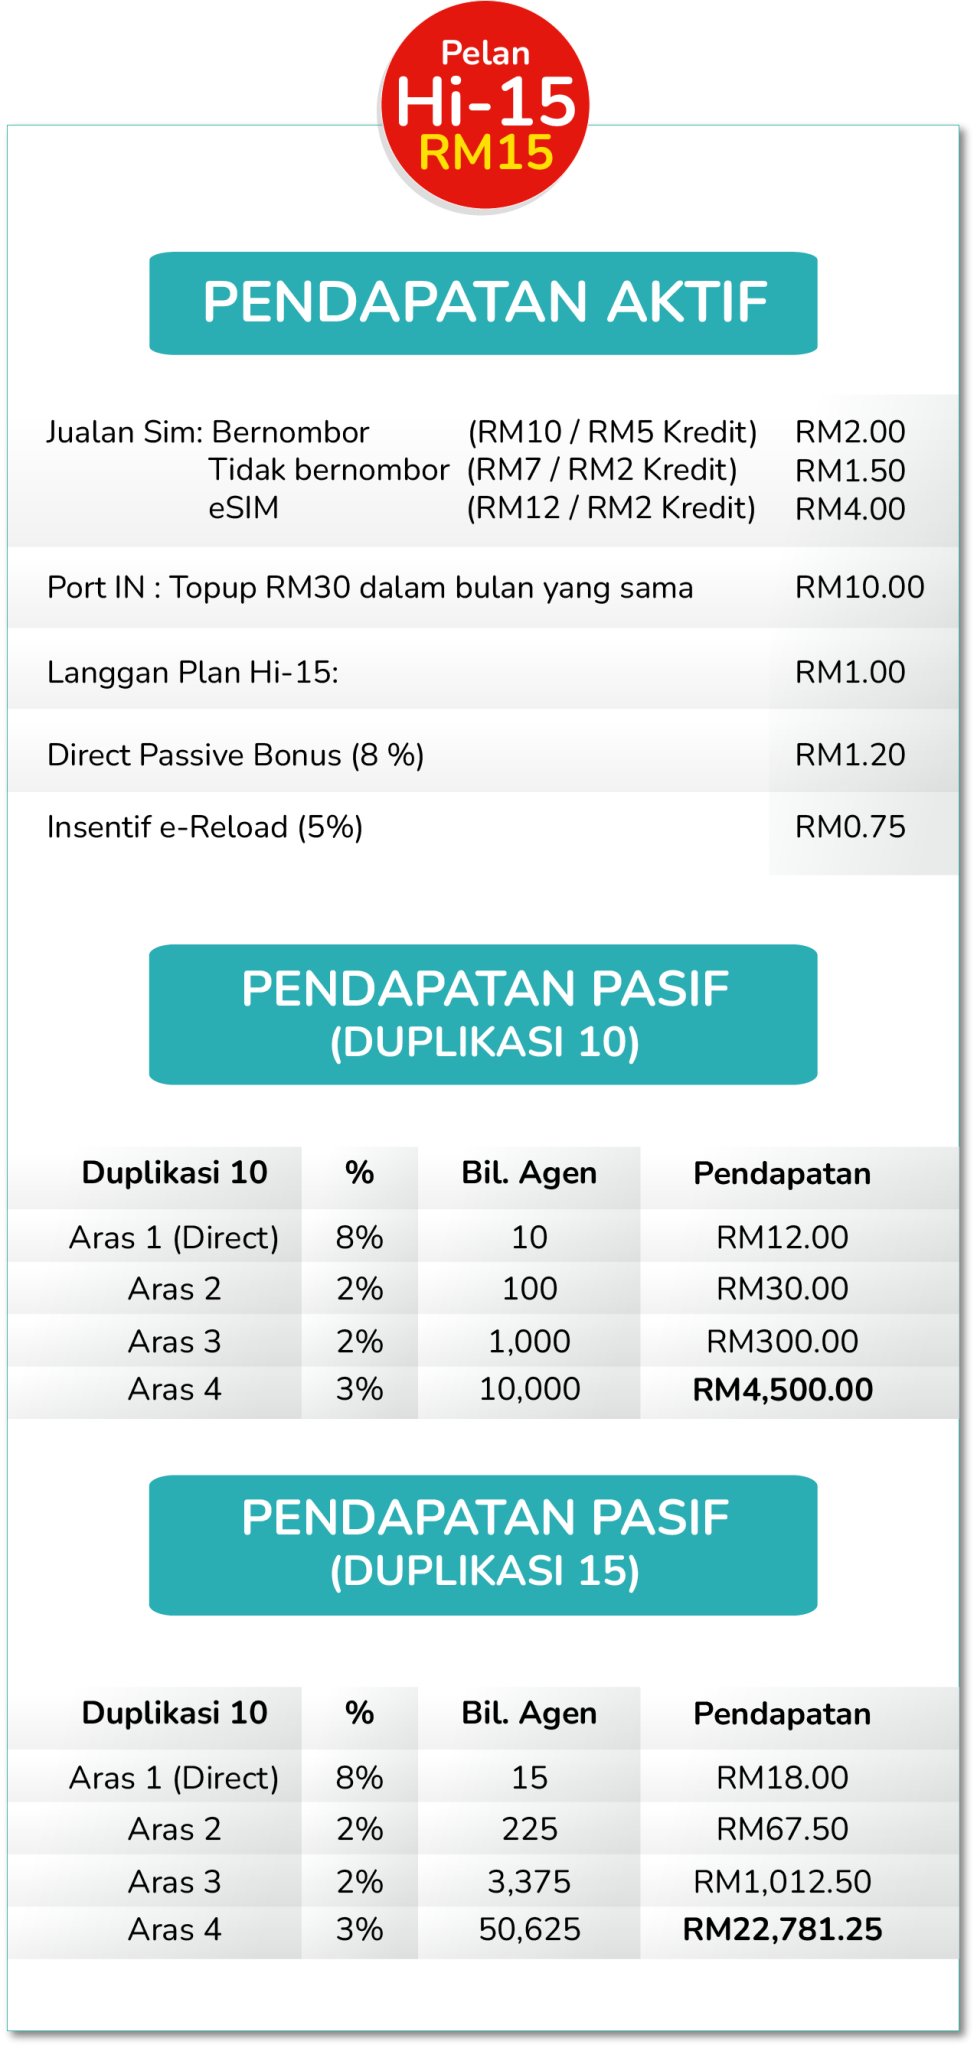 Pelan
Hi-15
RM15
PENDAPATAN AKTIF
Jualan Sim: Bernombor (RM10 / RM5 Kredit) RM2.00
Tidak bernombor (RM7 / RM2 Kredit) RM1.50
eSIM (RM12 / RM2 Kredit) RM4.00
Port IN : Topup RM30 dalam bulan yang sama RM10.00
Langgan Plan Hi-15: RM1.00
Direct Passive Bonus (8 %) RM1.20
Insentif e-Reload (5%) RM0.75
PENDAPATAN PASIF
(DUPLIKASI 10)
Duplikasi 10 % Bil. Agen Pendapatan
Aras 1 (Direct) 8% 10 RM12.00
Aras 2 2% 100 RM30.00
Aras 3 2% 1,000 RM300.00
Aras 4 3% 10,000 RM4,500.00
PENDAPATAN PASIF
(DUPLIKASI 15)
Duplikasi 10 % Bil. Agen Pendapatan
Aras 1 (Direct) 8% 15 RM18.00
Aras 2 2% 225 RM67.50
Aras 3 2% 3,375 RM1,012.50
Aras 4 3% 50,625 RM22,781.25